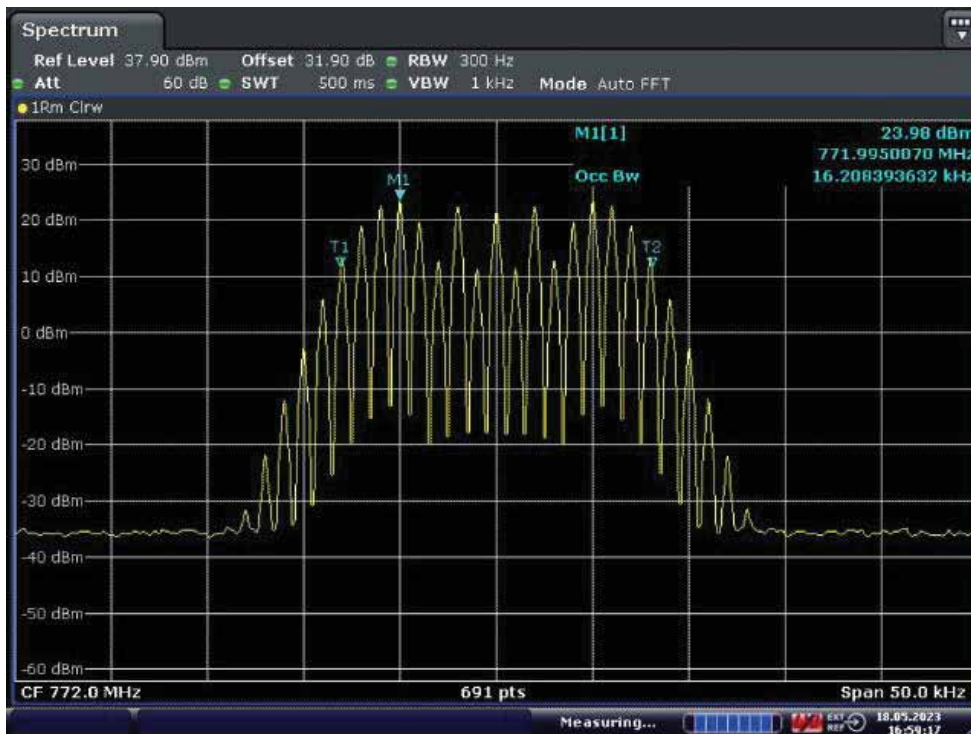 Spectrum
Ref Level 37.90 dBm Offset 31.90 dB RBW 300 Hz
Att 60 dB SWT 500 ms VBW 1 kHz Mode Auto FFT
1Rm Clrw
M1[1] 23.98 dBm
771.9950870 MHz
30 dBm
Occ Bw 16.208393632 kHz
M1
20 dBm
T1 T2
10 dBm
0 dBm
-10 dBm
-20 dBm
-30 dBm
-40 dBm
-50 dBm
-60 dBm
CF 772.0 MHz 691 pts Span 50.0 kHz
Measuring... EXT REF 18.05.2023
16:59:17